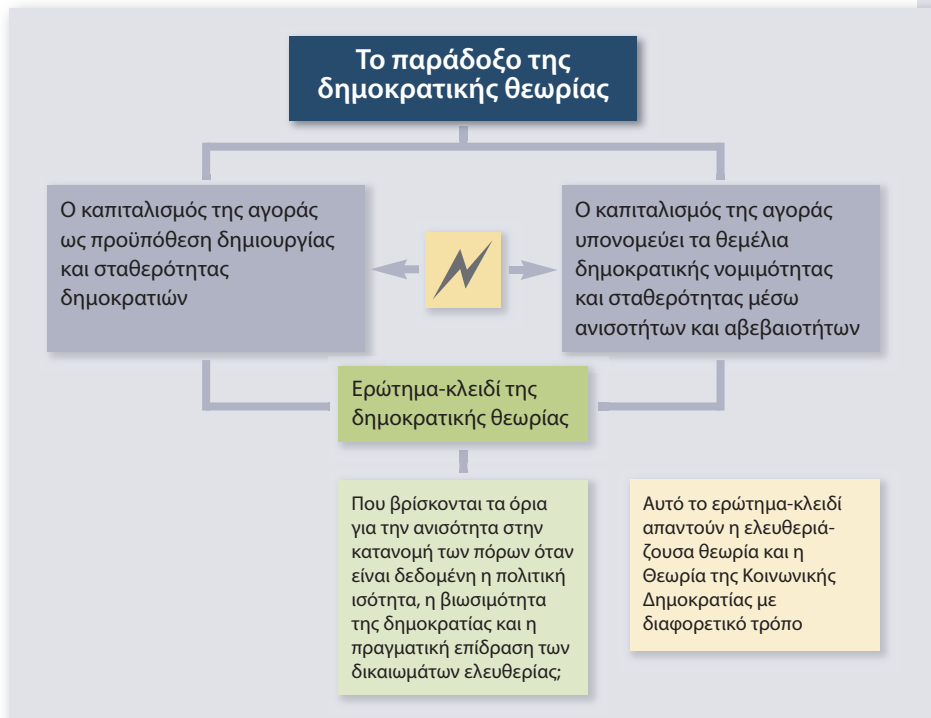 Το παράδοξο της
δημοκρατικής θεωρίας
Ο καπιταλισμός της αγοράς
ως προϋπόθεση δημιουργίας
και σταθερότητας
δημοκρατιών
Ο καπιταλισμός της αγοράς
υπονομεύει τα θεμέλια
δημοκρατικής νομιμότητας
και σταθερότητας μέσω
ανισοτήτων και αβεβαιοτήτων
Ερώτημα-κλειδί της
δημοκρατικής θεωρίας
Που βρίσκονται τα όρια
για την ανισότητα στην
κατανομή των πόρων όταν
είναι δεδομένη η πολιτική
ισότητα, η βιωσιμότητα
της δημοκρατίας και η
πραγματική επίδραση των
δικαιωμάτων ελευθερίας;
Αυτό το ερώτημα-κλειδί
απαντούν η ελευθεριά-
ζουσα θεωρία και η
Θεωρία της Κοινωνικής
Δημοκρατίας με
διαφορετικό τρόπο